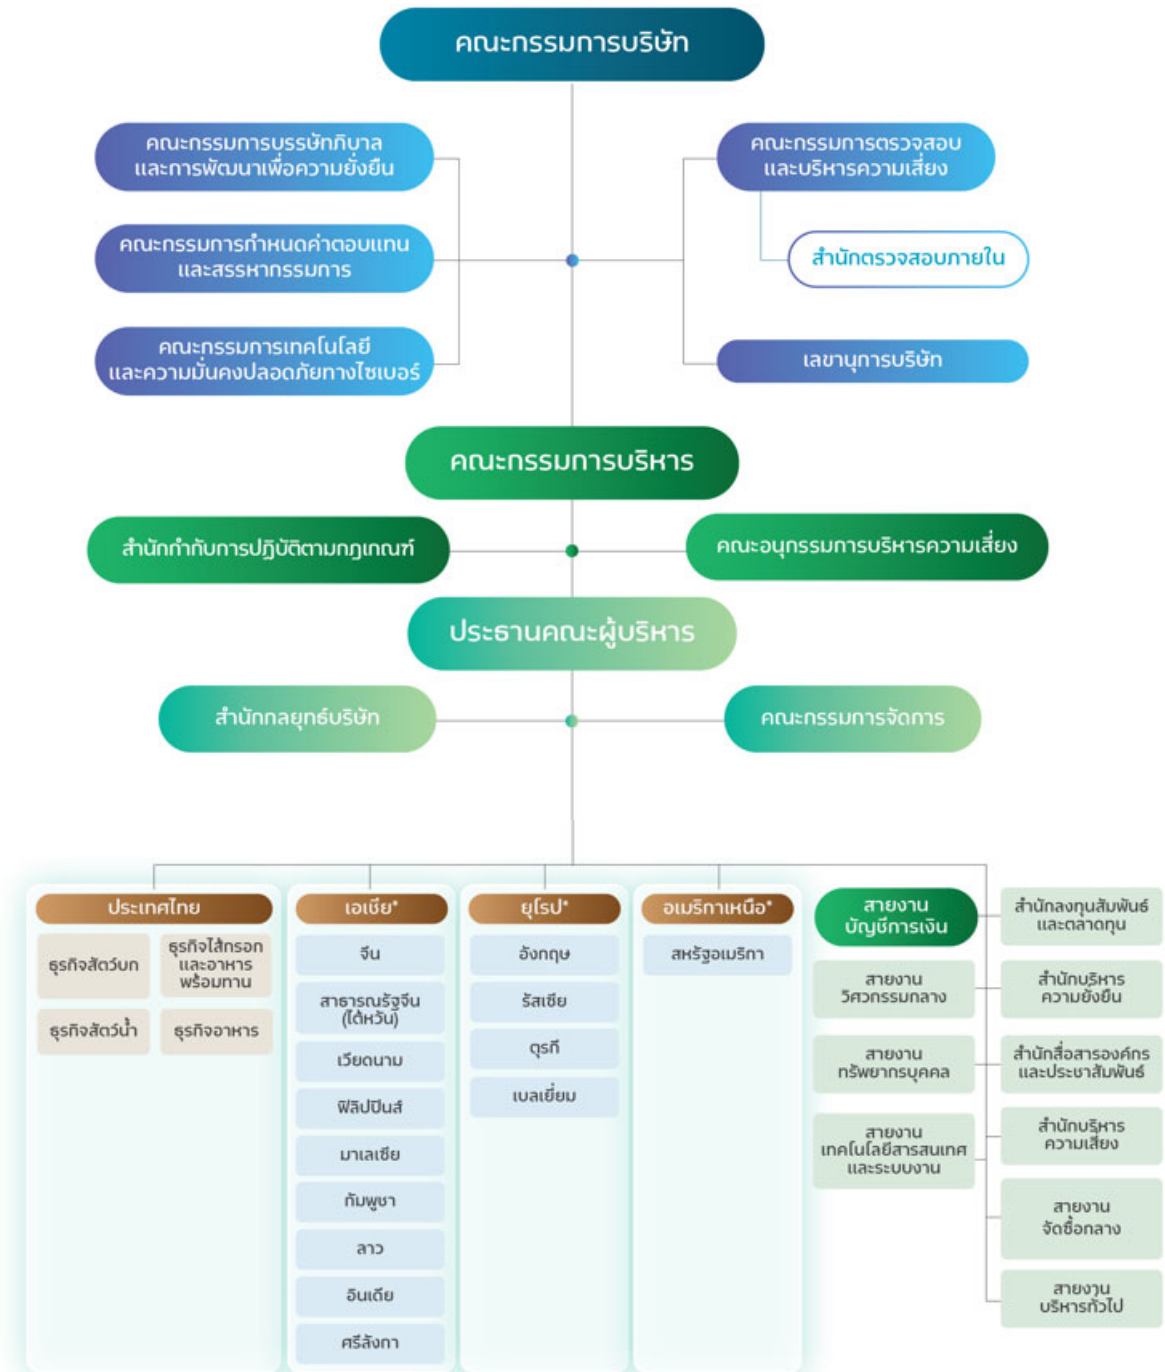 คณะกรรมการบริษัท
คณะกรรมการบรรษัทภิบาล
และการพัฒนาเพื่อความยั่งยืน
คณะกรรมการตรวจสอบ
และบริหารความเสี่ยง
คณะกรรมการกำหนดค่าตอบแทน
และสรรหากรรมการ
สำนักตรวจสอบภายใน
คณะกรรมการเทคโนโลยี
และความมั่นคงปลอดภัยทางไซเบอร์
เลขานุการบริษัท
คณะกรรมการบริหาร
สำนักกำกับการปฏิบัติตามกฎเกณฑ์
คณะอนุกรรมการบริหารความเสี่ยง
ประธานคณะผู้บริหาร
สำนักกลยุทธ์บริษัท
คณะกรรมการจัดการ
ประเทศไทย
ธุรกิจสัตว์บก
ธุรกิจไส้กรอก
และอาหาร
พร้อมทาน
ธุรกิจสัตว์น้ำ
ธุรกิจอาหาร
เอเชีย*
จีน
สาธารณรัฐจีน
(ไต้หวัน)
เวียดนาม
ฟิลิปปินส์
มาเลเซีย
กัมพูชา
ลาว
อินเดีย
ศรีลังกา
ยุโรป*
อังกฤษ
รัสเซีย
ตุรกี
เบลเยี่ยม
อเมริกาเหนือ*
สหรัฐอเมริกา
สายงาน
บัญชีการเงิน
สายงาน
วิศวกรรมกลาง
สายงาน
ทรัพยากรบุคคล
สายงาน
เทคโนโลยีสารสนเทศ
และระบบงาน
สำนักลงทุนสัมพันธ์
และตลาดทุน
สำนักบริหาร
ความยั่งยืน
สำนักสื่อสารองค์กร
และประชาสัมพันธ์
สำนักบริหาร
ความเสี่ยง
สายงาน
จัดซื้อกลาง
สายงาน
บริหารทั่วไป